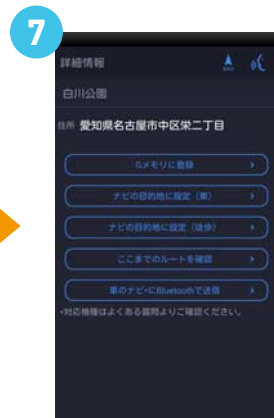 7
詳細情報
白川公園
住所 愛知県名古屋市中区栄二丁目
Gメモリに登録
ナビの目的地に設定（車）
ナビの目的地に設定（徒歩）
ここまでのルートを確認
車のナビ・にBluetoothで送信
・対応機種はよくある質問よりご確認ください。